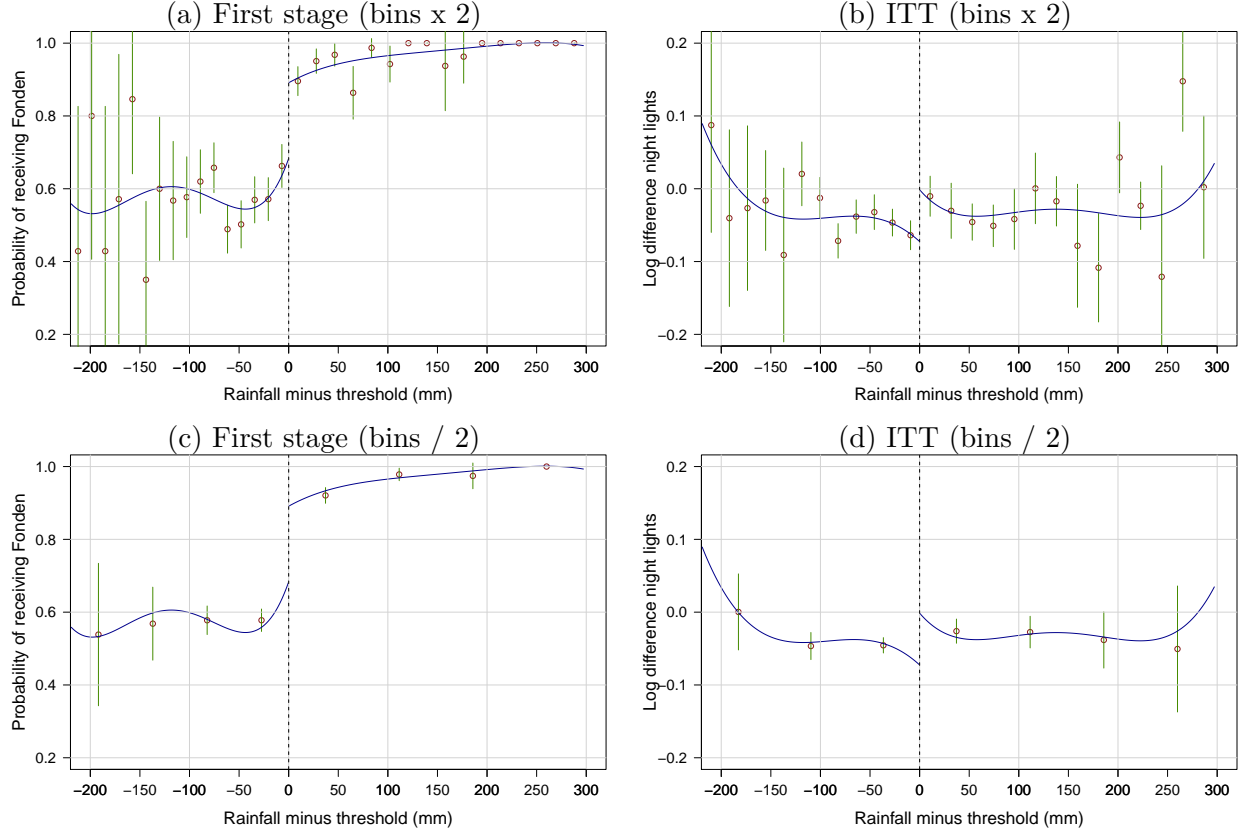 (a) First stage (bins x 2)
Probability of receiving Fonden
1.0
0.8
0.6
0.4
0.2
−200 −150 −100 −50 0 50 100 150 200 250 300
Rainfall minus threshold (mm)
(b) ITT (bins x 2)
Log difference night lights
0.2
0.1
0.0
−0.1
−0.2
−200 −150 −100 −50 0 50 100 150 200 250 300
Rainfall minus threshold (mm)
(c) First stage (bins / 2)
Probability of receiving Fonden
1.0
0.8
0.6
0.4
0.2
−200 −150 −100 −50 0 50 100 150 200 250 300
Rainfall minus threshold (mm)
(d) ITT (bins / 2)
Log difference night lights
0.2
0.1
0.0
−0.1
−0.2
−200 −150 −100 −50 0 50 100 150 200 250 300
Rainfall minus threshold (mm)